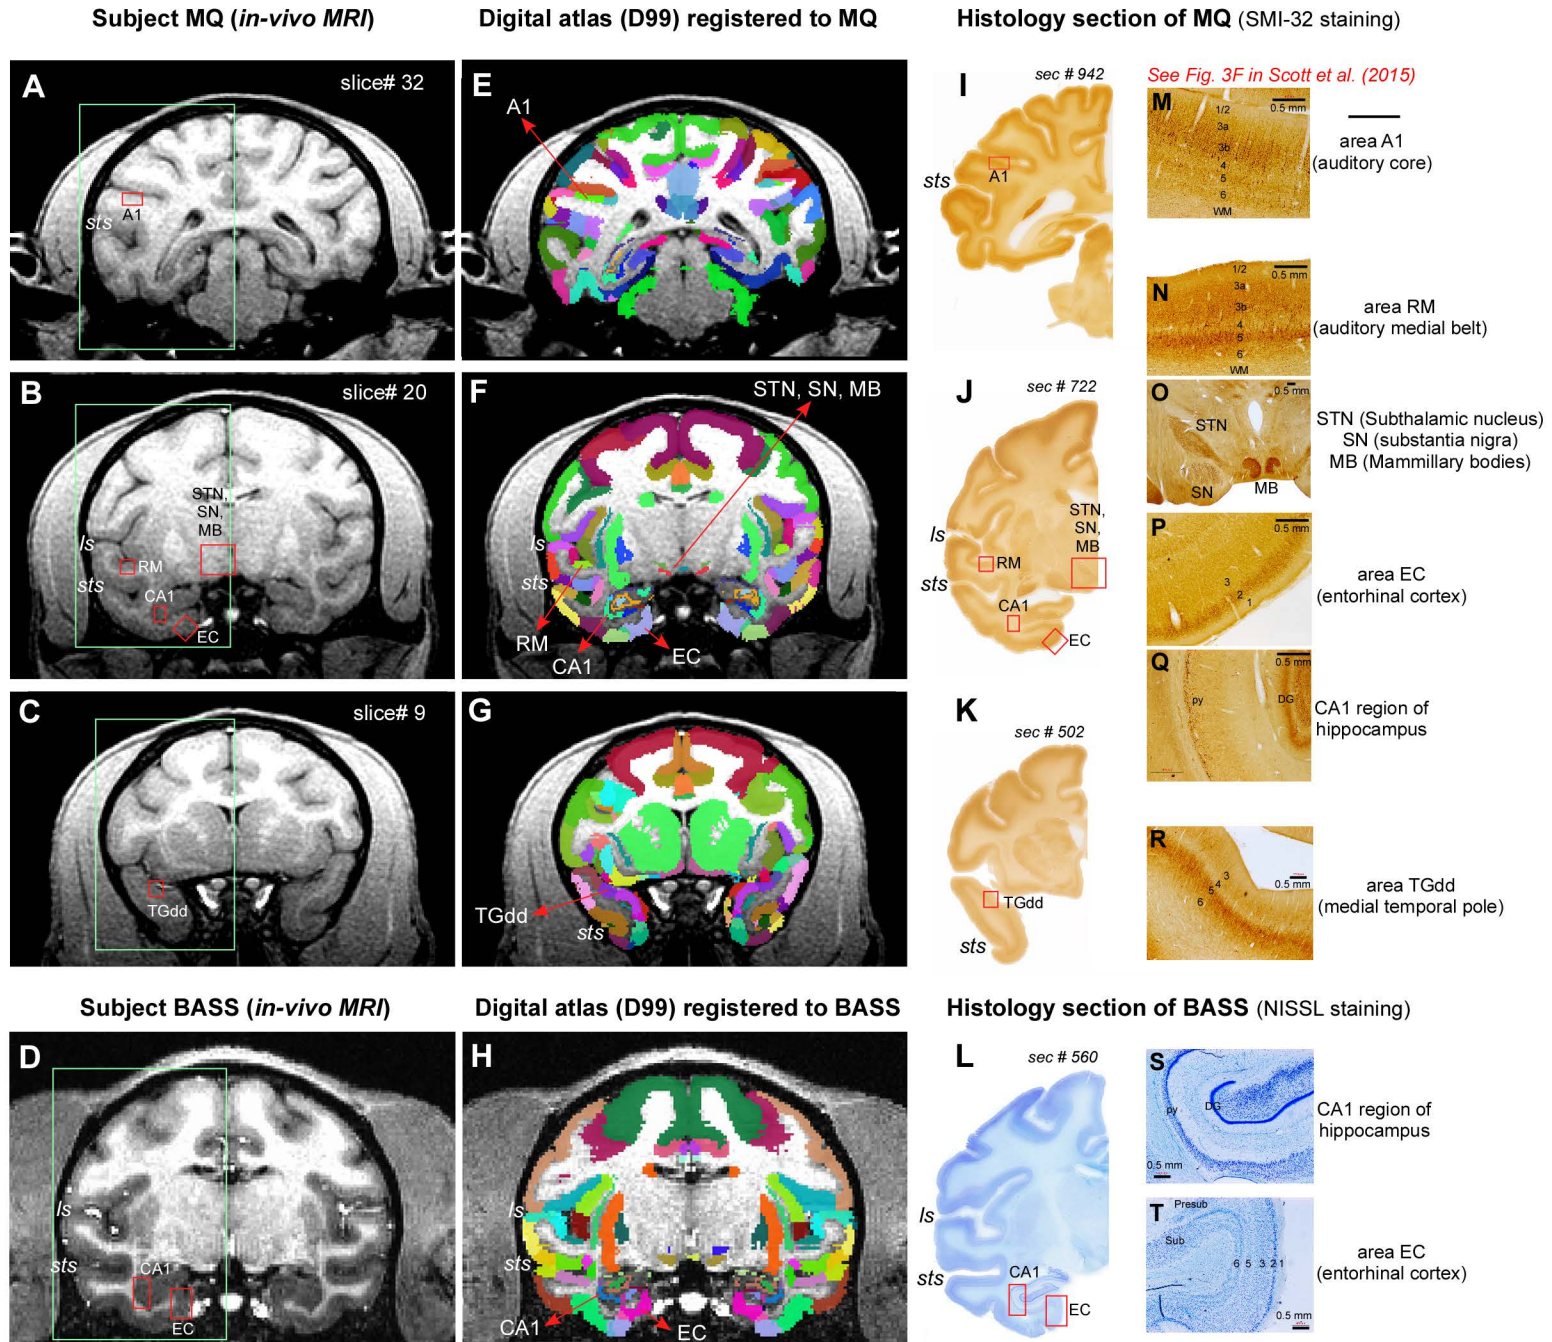 Subject MQ (in-vivo MRI)
Digital atlas (D99) registered to MQ
Histology section of MQ (SMI-32 staining)
A
slice# 32
A1
sts
E
A1
I
sec # 942
sts
A1
See Fig. 3F in Scott et al. (2015)
M
0.5 mm
1/2
3a
3b
4
5
6
WM
area A1
(auditory core)
N
0.5 mm
1/2
3a
3b
4
5
6
WM
area RM
(auditory medial belt)
B
slice# 20
STN,
SN,
MB
ls
sts
RM
CA1
EC
F
STN, SN, MB
ls
sts
RM
CA1
EC
J
sec # 722
STN,
SN,
MB
ls
sts
RM
CA1
EC
O
0.5 mm
STN
SN
MB
STN (Subthalamic nucleus)
SN (substantia nigra)
MB (Mammillary bodies)
P
0.5 mm
3
2
1
area EC
(entorhinal cortex)
Q
0.5 mm
py
DG
CA1 region of
hippocampus
C
slice# 9
TGdd
G
TGdd
sts
K
sec # 502
TGdd
sts
R
0.5 mm
3
4
5
6
area TGdd
(medial temporal pole)
Subject BASS (in-vivo MRI)
Digital atlas (D99) registered to BASS
Histology section of BASS (NISSL staining)
D
ls
sts
CA1
EC
H
ls
sts
CA1
EC
L
sec # 560
ls
sts
CA1
EC
S
py
DG
0.5 mm
CA1 region of
hippocampus
T
Presub
Sub
6 5 3 2 1
0.5 mm
area EC
(entorhinal cortex)